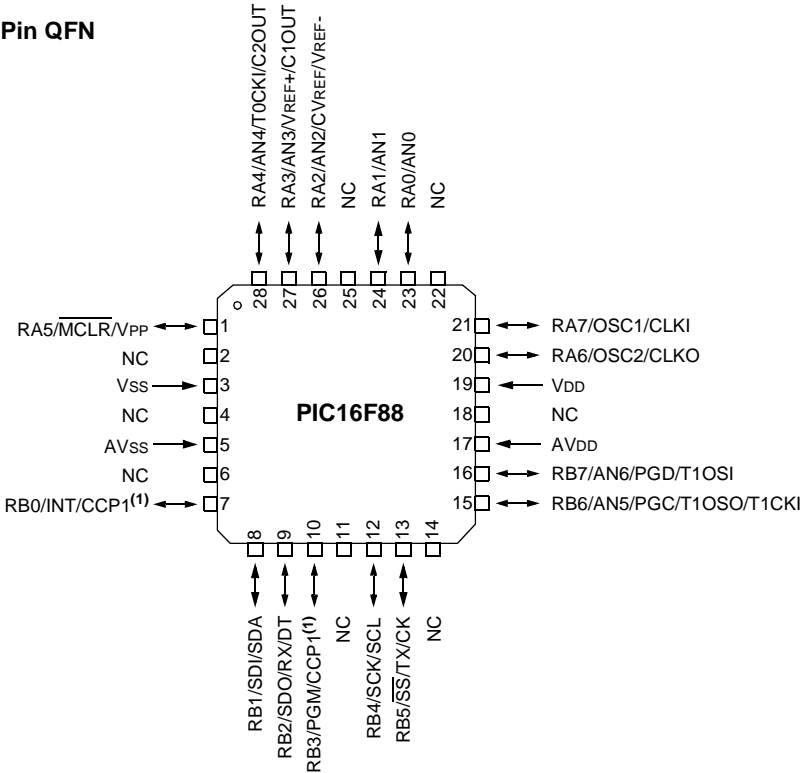 Pin QFN
RA4/AN4/T0CKI/C2OUT
RA3/AN3/VREF+/C1OUT
RA2/AN2/CVREF/VREF-
NC
RA1/AN1
RA0/AN0
NC
28
27
26
25
24
23
22
RA5/MCLR/VPP
1
NC
2
VSS
3
NC
4
AVSS
5
NC
6
RB0/INT/CCP1(1)
7
PIC16F88
21
RA7/OSC1/CLKI
20
RA6/OSC2/CLKO
19
VDD
18
NC
17
AVDD
16
RB7/AN6/PGD/T1OSI
15
RB6/AN5/PGC/T1OSO/T1CKI
8
9
10
11
12
13
14
RB1/SDI/SDA
RB2/SDO/RX/DT
RB3/PGM/CCP1(1)
NC
RB4/SCK/SCL
RB5/SS/TX/CK
NC